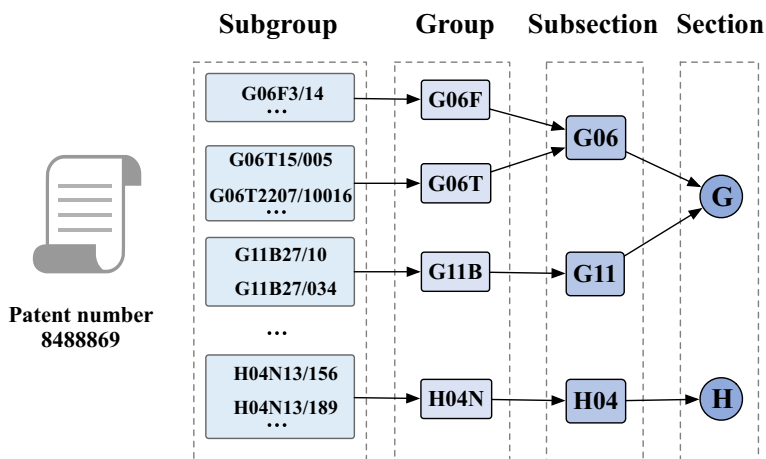 Subgroup Group Subsection Section
G06F3/14
...
G06F
G06T15/005
G06T2207/10016
...
G06T
G06
G
G11B27/10
G11B27/034
G11B
G11
...
H04N13/156
H04N13/189
...
H04N
H04
H
Patent number
8488869